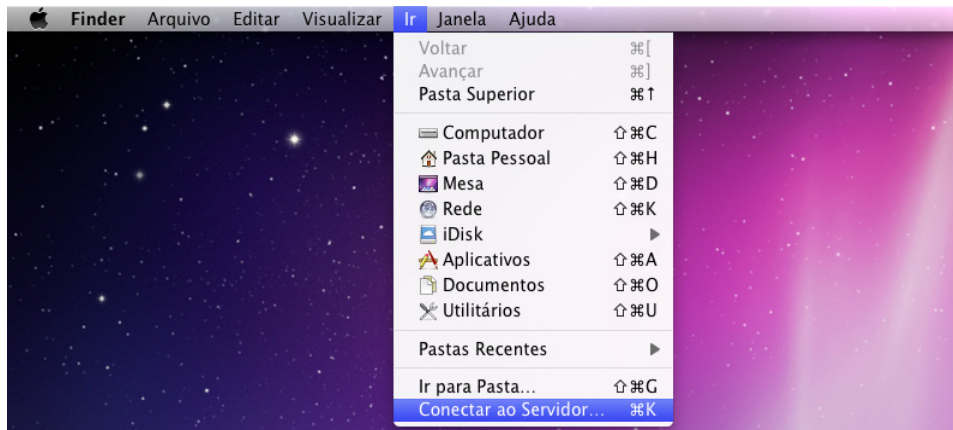 Finder Arquivo Editar Visualizar Ir Janela Ajuda
Voltar ⌘[
Avançar ⌘]
Pasta Superior ⌘↑
Computador ⇧⌘C
Pasta Pessoal ⇧⌘H
Mesa ⇧⌘D
Rede ⇧⌘K
iDisk
Aplicativos ⇧⌘A
Documentos ⇧⌘O
Utilitários ⇧⌘U
Pastas Recentes
Ir para Pasta... ⇧⌘G
Conectar ao Servidor... ⌘K